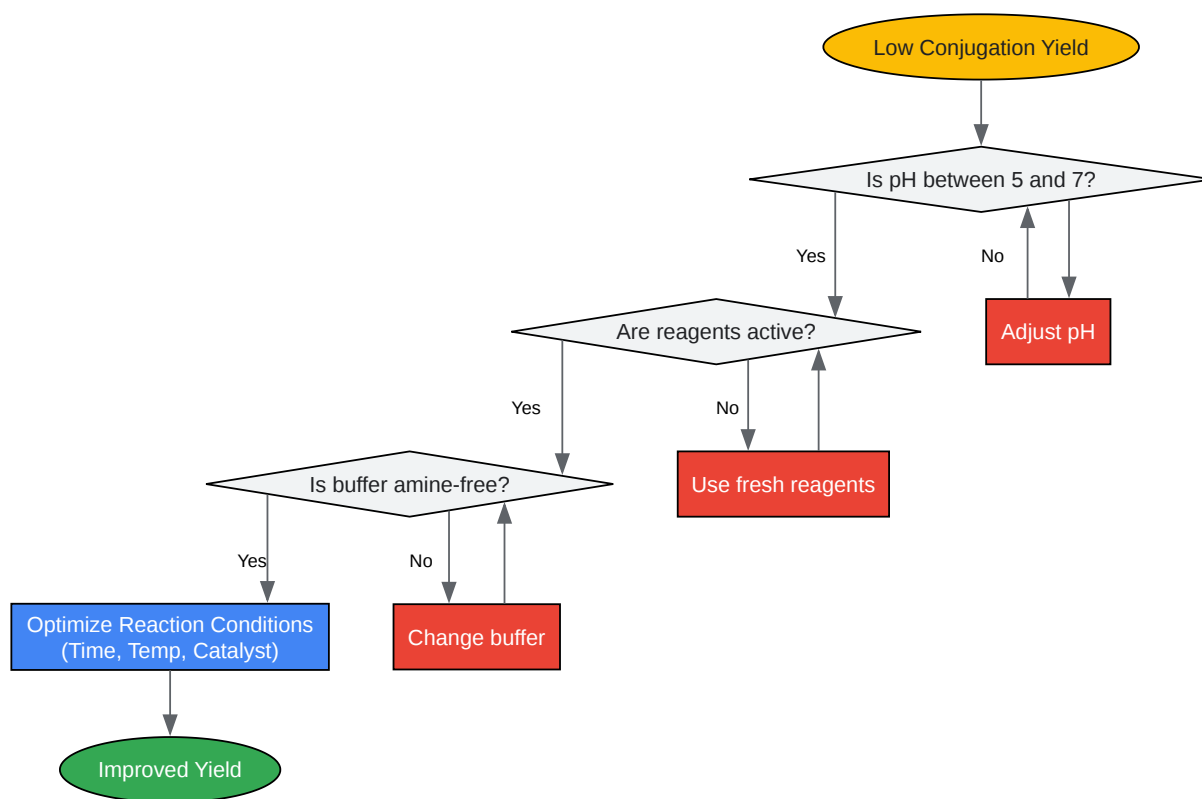 Low Conjugation Yield
Is pH between 5 and 7?
Yes
No
Are reagents active?
Adjust pH
Yes
No
Is buffer amine-free?
Use fresh reagents
Yes
No
Optimize Reaction Conditions
(Time, Temp, Catalyst)
Change buffer
Improved Yield